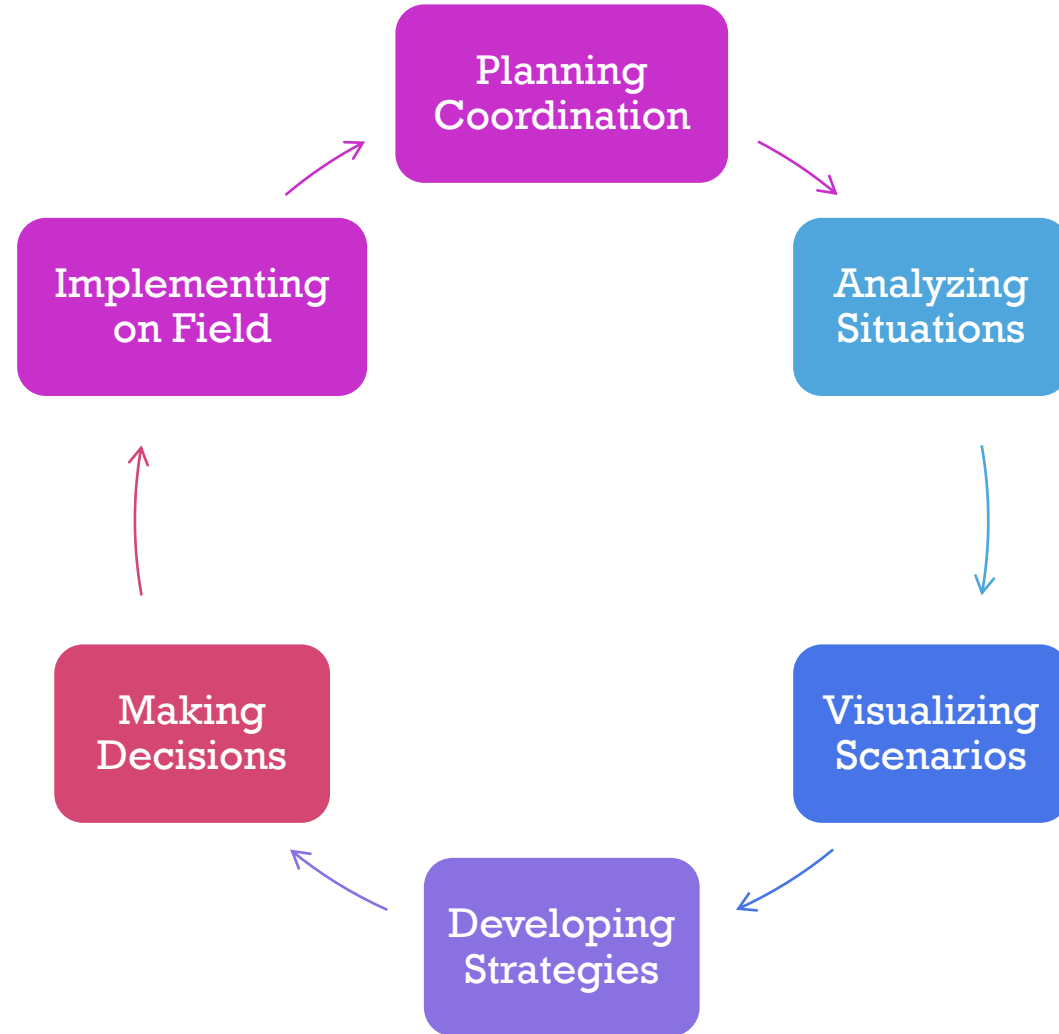 Planning
Coordination
Analyzing
Situations
Visualizing
Scenarios
Developing
Strategies
Making
Decisions
Implementing
on Field